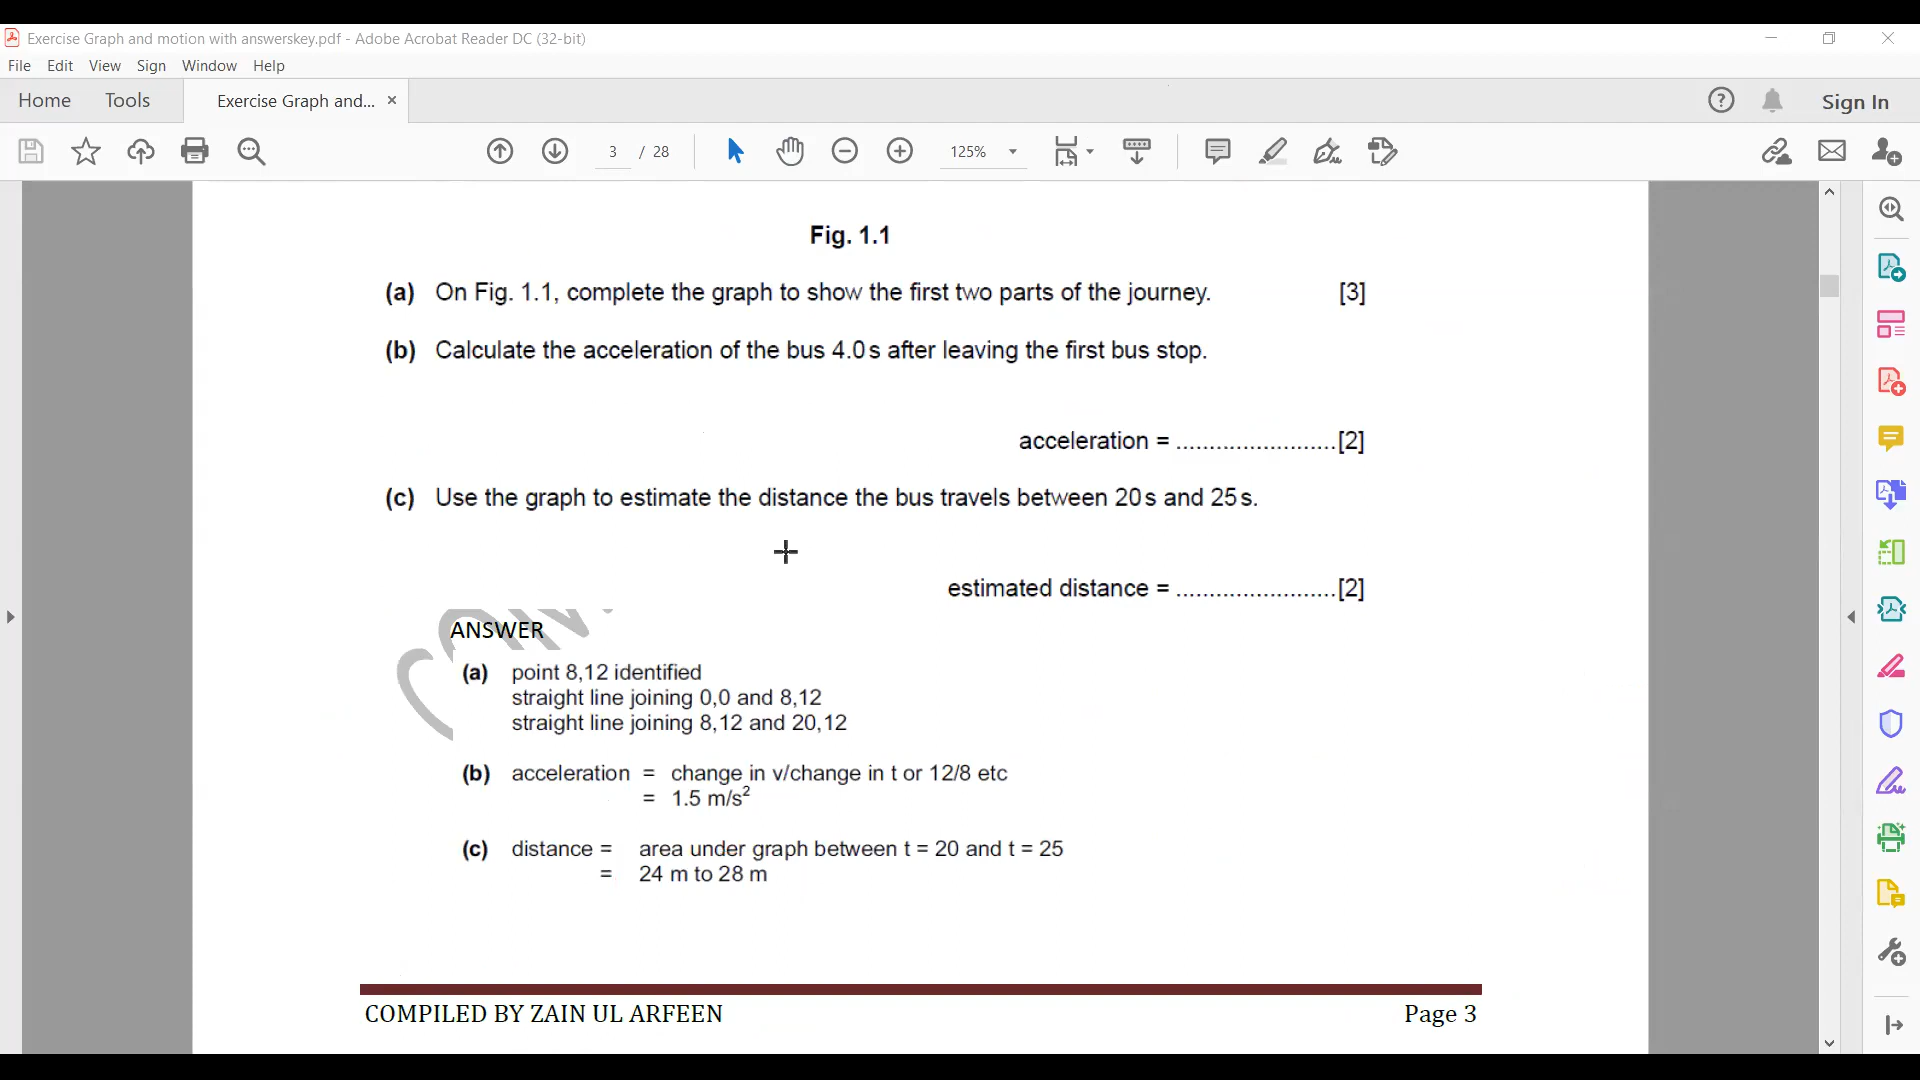 Exercise Graph and motion with answerskey.pdf - Adobe Acrobat Reader DC (32-bit)
File Edit View Sign Window Help
Home Tools Exercise Graph and... × Sign In
3 / 28 125%
Fig. 1.1
(a) On Fig. 1.1, complete the graph to show the first two parts of the journey. [3]
(b) Calculate the acceleration of the bus 4.0 s after leaving the first bus stop.
acceleration = ........................[2]
(c) Use the graph to estimate the distance the bus travels between 20 s and 25 s.
estimated distance = ........................[2]
ANSWER
(a) point 8,12 identified
straight line joining 0,0 and 8,12
straight line joining 8,12 and 20,12
(b) acceleration = change in v/change in t or 12/8 etc
= 1.5 m/s²
(c) distance = area under graph between t = 20 and t = 25
= 24 m to 28 m
COMPILED BY ZAIN UL ARFEEN Page 3